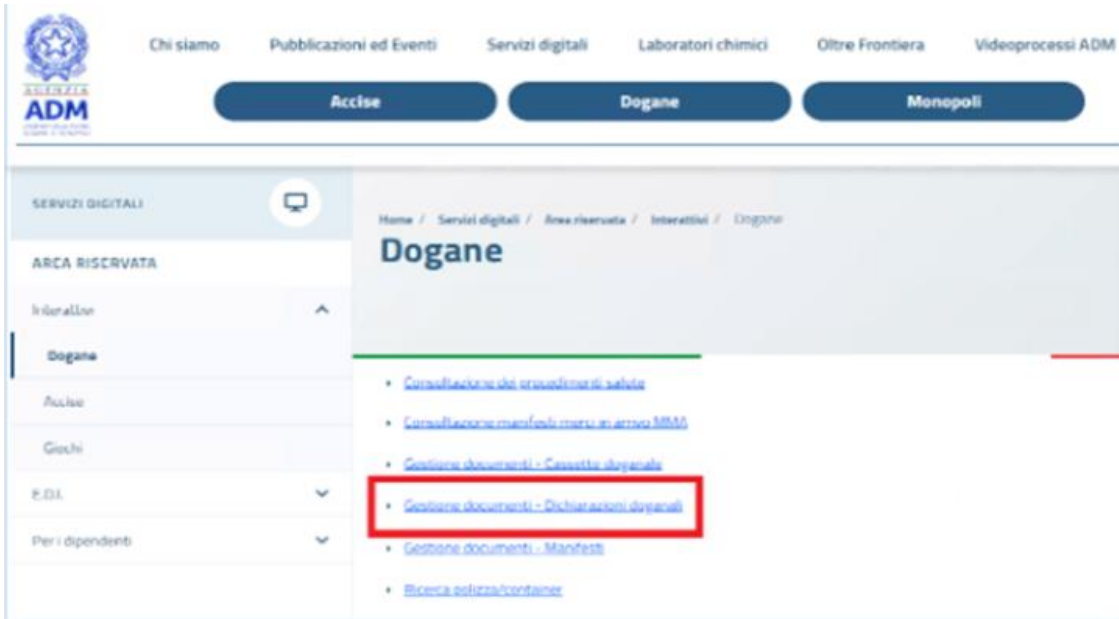 Chi siamo Pubblicazioni ed Eventi Servizi digitali Laboratori chimici Oltre Frontiera Videoprocessi ADM
AGENZIA
ADM
Accise Dogane Monopoli
SERVIZI DIGITALI
Home / Servizi digitali / Area riservata / Interattivi / Dogane
Dogane
AREA RISERVATA
Interattivi
Dogane
Accise
Giochi
E.D.I.
Per i dipendenti
Consultazione dei procedimenti salute
Consultazione manifesti merci in arrivo MMA
Gestione documenti - Cassetto doganale
Gestione documenti - Dichiarazioni doganali
Gestione documenti - Manifesti
Ricerca polizza/container